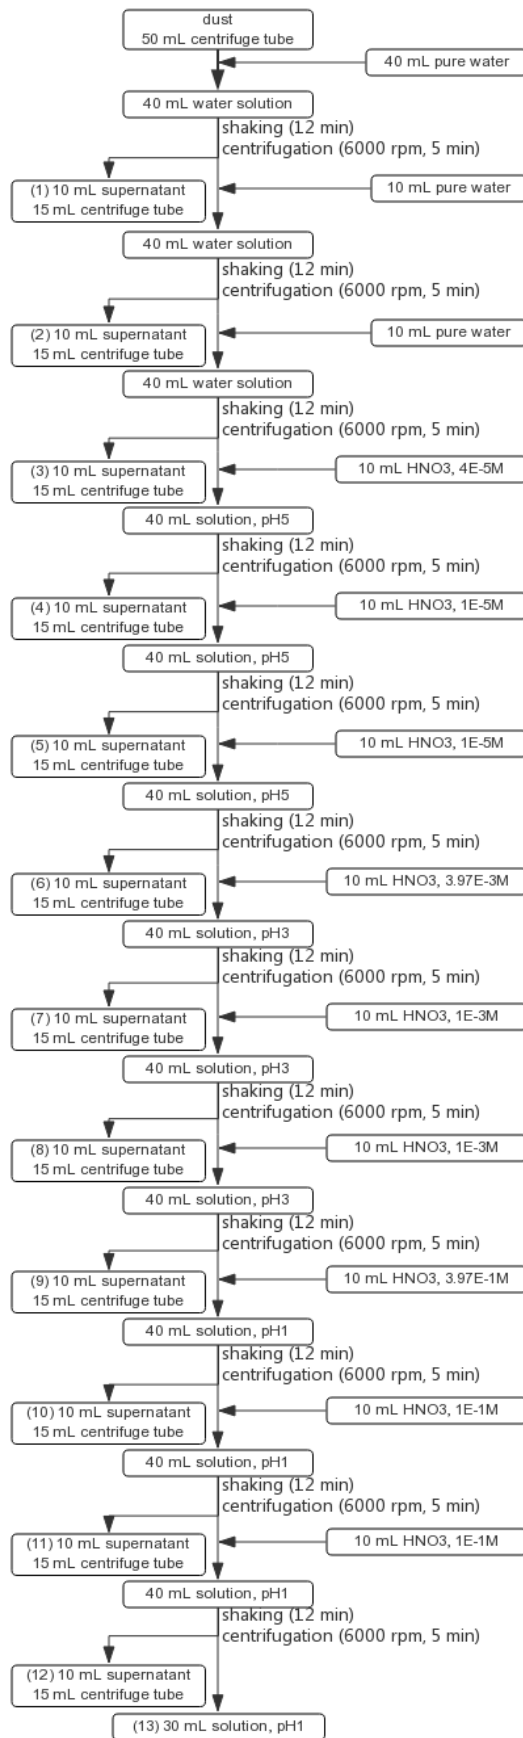 dust
50 mL centrifuge tube
40 mL pure water
40 mL water solution
shaking (12 min)
centrifugation (6000 rpm, 5 min)
(1) 10 mL supernatant
15 mL centrifuge tube
10 mL pure water
40 mL water solution
shaking (12 min)
centrifugation (6000 rpm, 5 min)
(2) 10 mL supernatant
15 mL centrifuge tube
10 mL pure water
40 mL water solution
shaking (12 min)
centrifugation (6000 rpm, 5 min)
(3) 10 mL supernatant
15 mL centrifuge tube
10 mL HNO3, 4E-5M
40 mL solution, pH5
shaking (12 min)
centrifugation (6000 rpm, 5 min)
(4) 10 mL supernatant
15 mL centrifuge tube
10 mL HNO3, 1E-5M
40 mL solution, pH5
shaking (12 min)
centrifugation (6000 rpm, 5 min)
(5) 10 mL supernatant
15 mL centrifuge tube
10 mL HNO3, 1E-5M
40 mL solution, pH5
shaking (12 min)
centrifugation (6000 rpm, 5 min)
(6) 10 mL supernatant
15 mL centrifuge tube
10 mL HNO3, 3.97E-3M
40 mL solution, pH3
shaking (12 min)
centrifugation (6000 rpm, 5 min)
(7) 10 mL supernatant
15 mL centrifuge tube
10 mL HNO3, 1E-3M
40 mL solution, pH3
shaking (12 min)
centrifugation (6000 rpm, 5 min)
(8) 10 mL supernatant
15 mL centrifuge tube
10 mL HNO3, 1E-3M
40 mL solution, pH3
shaking (12 min)
centrifugation (6000 rpm, 5 min)
(9) 10 mL supernatant
15 mL centrifuge tube
10 mL HNO3, 3.97E-1M
40 mL solution, pH1
shaking (12 min)
centrifugation (6000 rpm, 5 min)
(10) 10 mL supernatant
15 mL centrifuge tube
10 mL HNO3, 1E-1M
40 mL solution, pH1
shaking (12 min)
centrifugation (6000 rpm, 5 min)
(11) 10 mL supernatant
15 mL centrifuge tube
10 mL HNO3, 1E-1M
40 mL solution, pH1
shaking (12 min)
centrifugation (6000 rpm, 5 min)
(12) 10 mL supernatant
15 mL centrifuge tube
(13) 30 mL solution, pH1